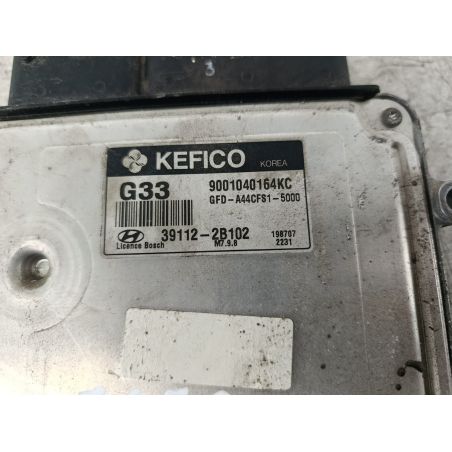 KEFICO KOREA
G33 9001040164KC
GFD-A44CFS1-5000
39112-2B102 198707
Licence Bosch M7.9.8 2231